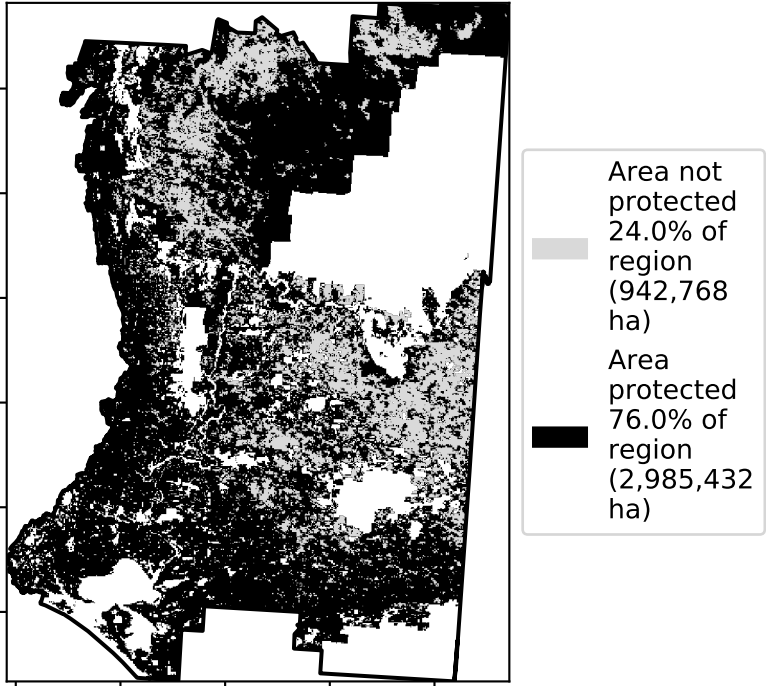 Area not
protected
24.0% of
region
(942,768
ha)
Area
protected
76.0% of
region
(2,985,432
ha)